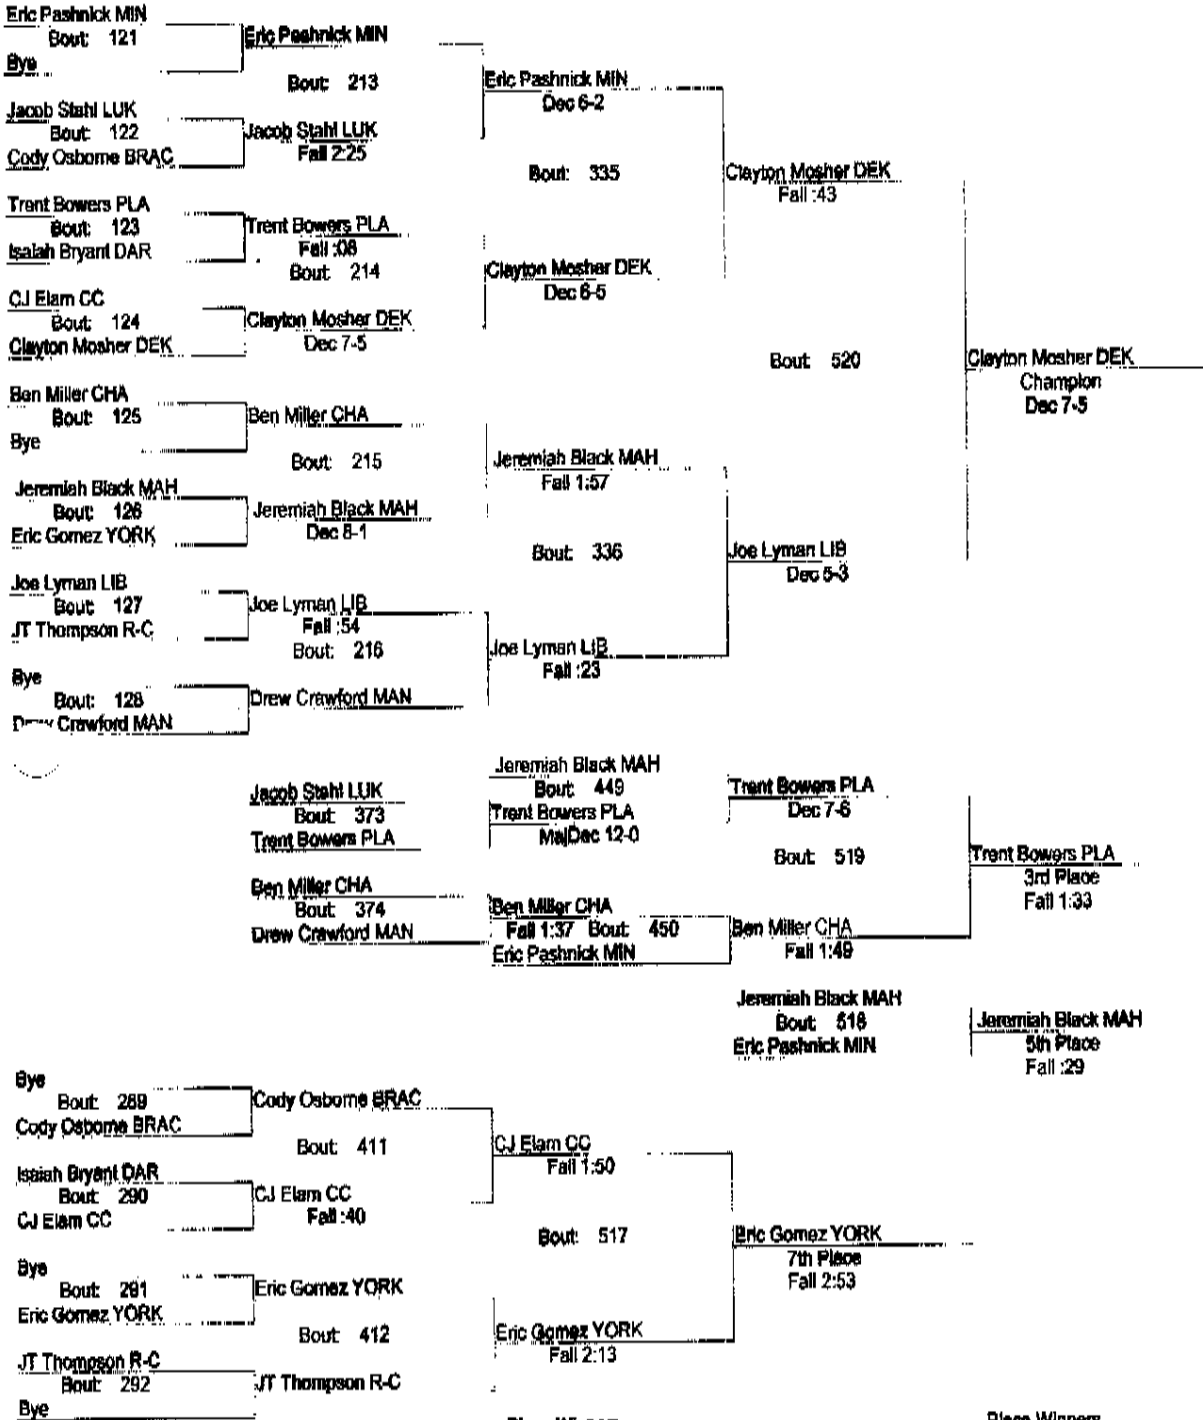 Eric Pashnick MIN
Bout: 121
Bye
Eric Pashnick MIN
Bout: 213
Jacob Stahl LUK
Bout: 122
Cody Osborne BRAC
Jacob Stahl LUK
Fall 2:25
Eric Pashnick MIN
Dec 6-2
Bout: 335
Trent Bowers PLA
Bout: 123
Isaiah Bryant DAR
Trent Bowers PLA
Fall :08
Bout: 214
CJ Elam CC
Bout: 124
Clayton Mosher DEK
Clayton Mosher DEK
Dec 7-5
Clayton Mosher DEK
Dec 6-5
Clayton Mosher DEK
Fall :43
Bout: 520
Clayton Mosher DEK
Champion
Dec 7-5
Ben Miller CHA
Bout: 125
Bye
Ben Miller CHA
Bout: 215
Jeremiah Black MAH
Bout: 126
Eric Gomez YORK
Jeremiah Black MAH
Dec 8-1
Jeremiah Black MAH
Fall 1:57
Bout: 336
Joe Lyman LIB
Dec 5-3
Joe Lyman LIB
Bout: 127
JT Thompson R-C
Joe Lyman LIB
Fall :54
Bout: 216
Joe Lyman LIB
Fall :23
Bye
Bout: 128
Crawford MAN
Drew Crawford MAN
Jacob Stahl LUK
Bout: 373
Trent Bowers PLA
Jeremiah Black MAH
Bout: 449
Trent Bowers PLA
MajDec 12-0
Trent Bowers PLA
Dec 7-6
Bout: 519
Trent Bowers PLA
3rd Place
Fall 1:33
Ben Miller CHA
Bout: 374
Drew Crawford MAN
Ben Miller CHA
Fall 1:37 Bout: 450
Eric Pashnick MIN
Ben Miller CHA
Fall 1:49
Jeremiah Black MAH
Bout: 518
Eric Pashnick MIN
Jeremiah Black MAH
5th Place
Fall :29
Bye
Bout: 289
Cody Osborne BRAC
Cody Osborne BRAC
Bout: 411
Isaiah Bryant DAR
Bout: 290
CJ Elam CC
CJ Elam CC
Fall :40
CJ Elam CC
Fall 1:50
Bout: 517
Eric Gomez YORK
7th Place
Fall 2:53
Bye
Bout: 291
Eric Gomez YORK
Eric Gomez YORK
Bout: 412
Eric Gomez YORK
Fall 2:13
JT Thompson R-C
Bout: 292
Bye
JT Thompson R-C
Place Winners